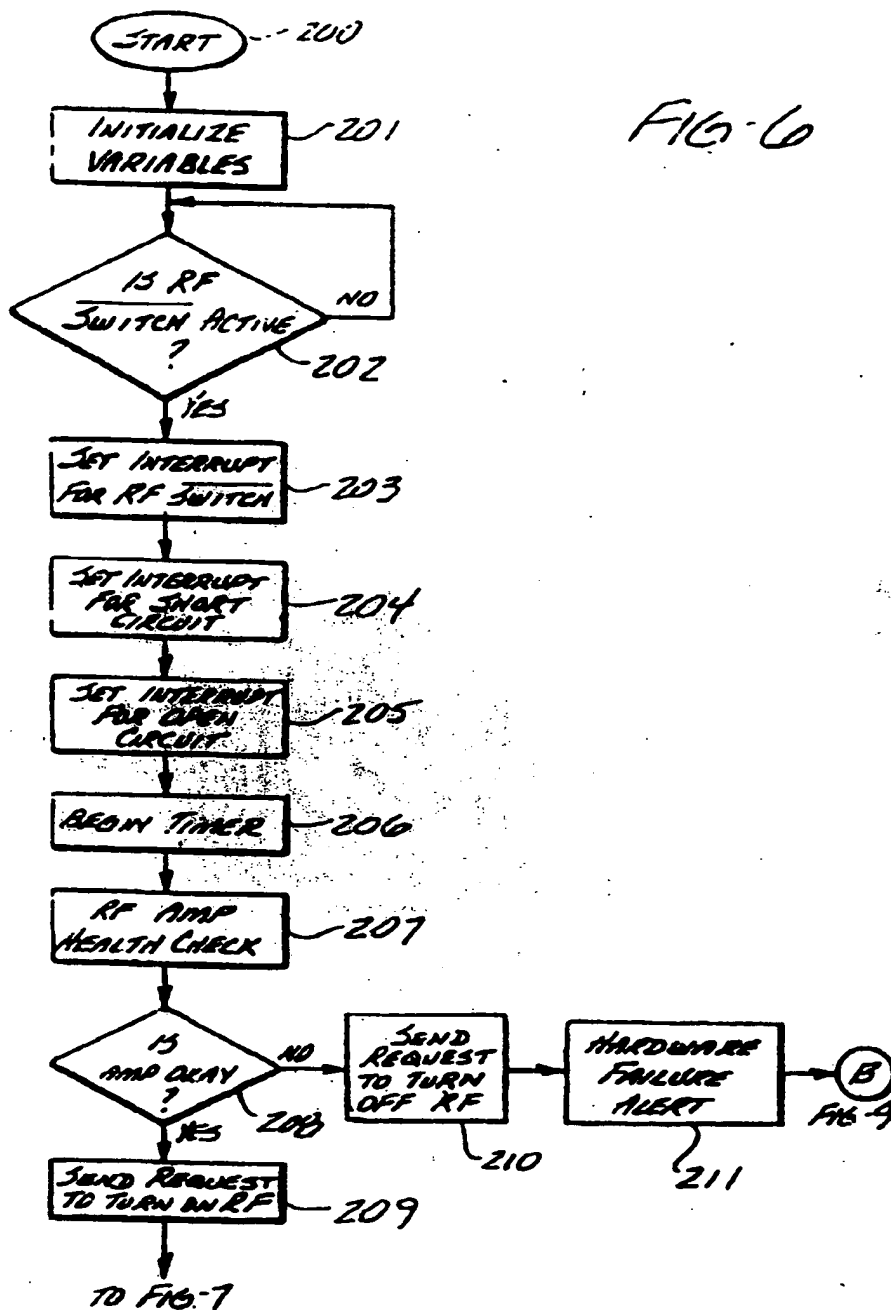 START
200
FIG-6
INITIALIZE
VARIABLES
201
IS RF
SWITCH ACTIVE
?
NO
202
YES
SET INTERRUPT
FOR RF SWITCH
203
SET INTERRUPT
FOR SHORT
CIRCUIT
204
SET INTERRUPT
FOR OPEN
CIRCUIT
205
BEGIN TIMER
206
RF AMP
HEALTH CHECK
207
IS
AMP OKAY
?
NO
208
YES
SEND REQUEST
TO TURN OFF RF
210
HARDWARE
FAILURE
ALERT
211
B
FIG-9
SEND REQUEST
TO TURN ON RF
209
TO FIG-7